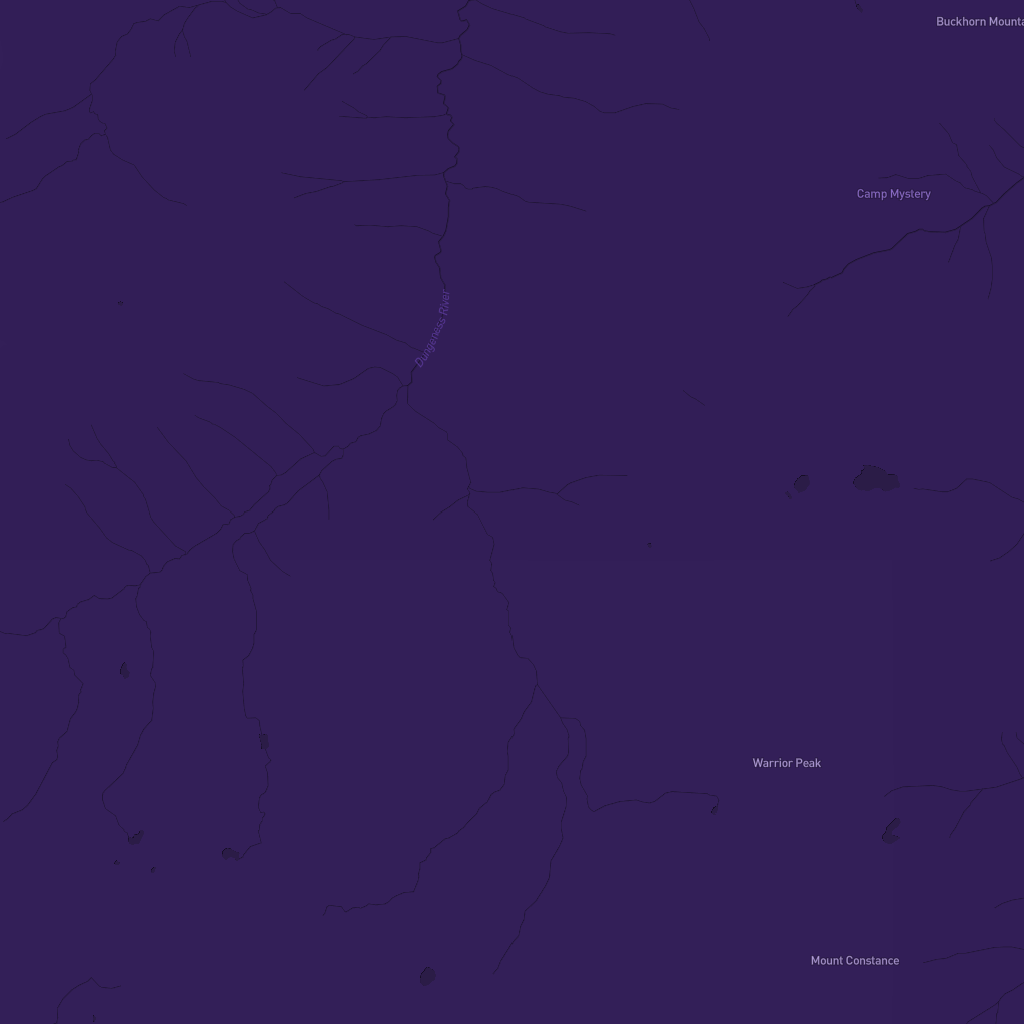 Buckhorn Mounta
Camp Mystery
Dungeness River
Warrior Peak
Mount Constance